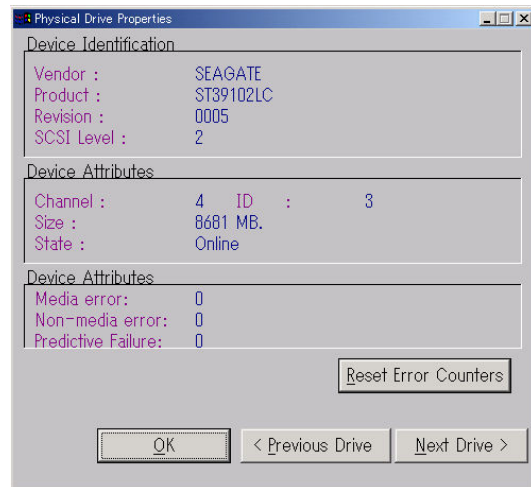 Physical Drive Properties
Device Identification
Vendor : SEAGATE
Product : ST39102LC
Revision : 0005
SCSI Level : 2
Device Attributes
Channel : 4 ID : 3
Size : 8681 MB.
State : Online
Device Attributes
Media error: 0
Non-media error: 0
Predictive Failure: 0
Reset Error Counters
OK < Previous Drive Next Drive >